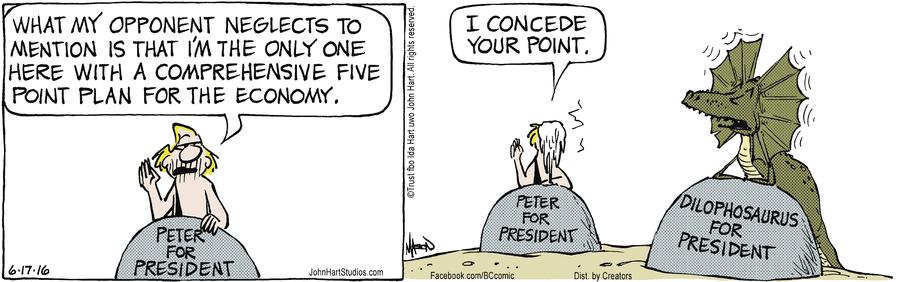 WHAT MY OPPONENT NEGLECTS TO
MENTION IS THAT I'M THE ONLY ONE
HERE WITH A COMPREHENSIVE FIVE
POINT PLAN FOR THE ECONOMY.
PETER
FOR
PRESIDENT
6-17-16
JohnHartStudios.com
©Trust fbo Ida Hart uwo John Hart. All rights reserved.
I CONCEDE
YOUR POINT.
PETER
FOR
PRESIDENT
DILOPHOSAURUS
FOR
PRESIDENT
MASON
Facebook.com/BCcomic
Dist. by Creators